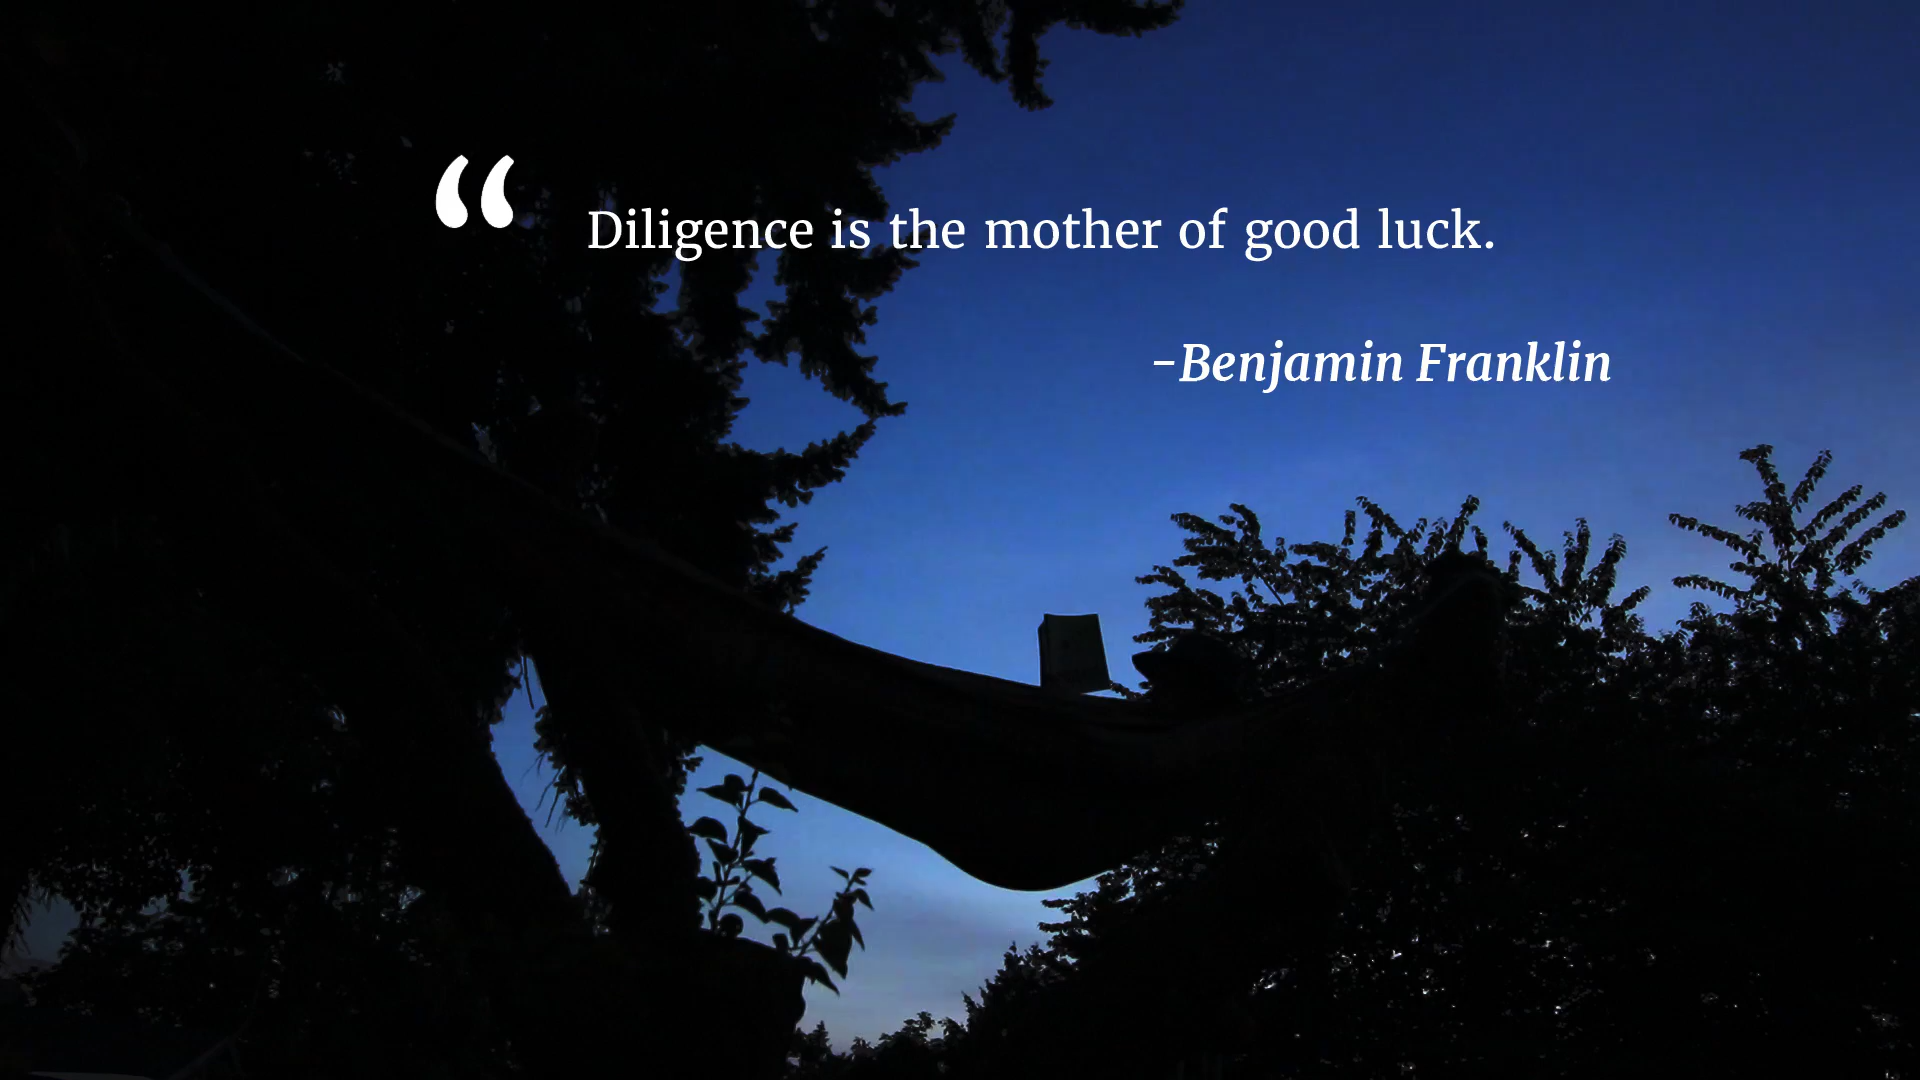 “ Diligence is the mother of good luck.
-Benjamin Franklin